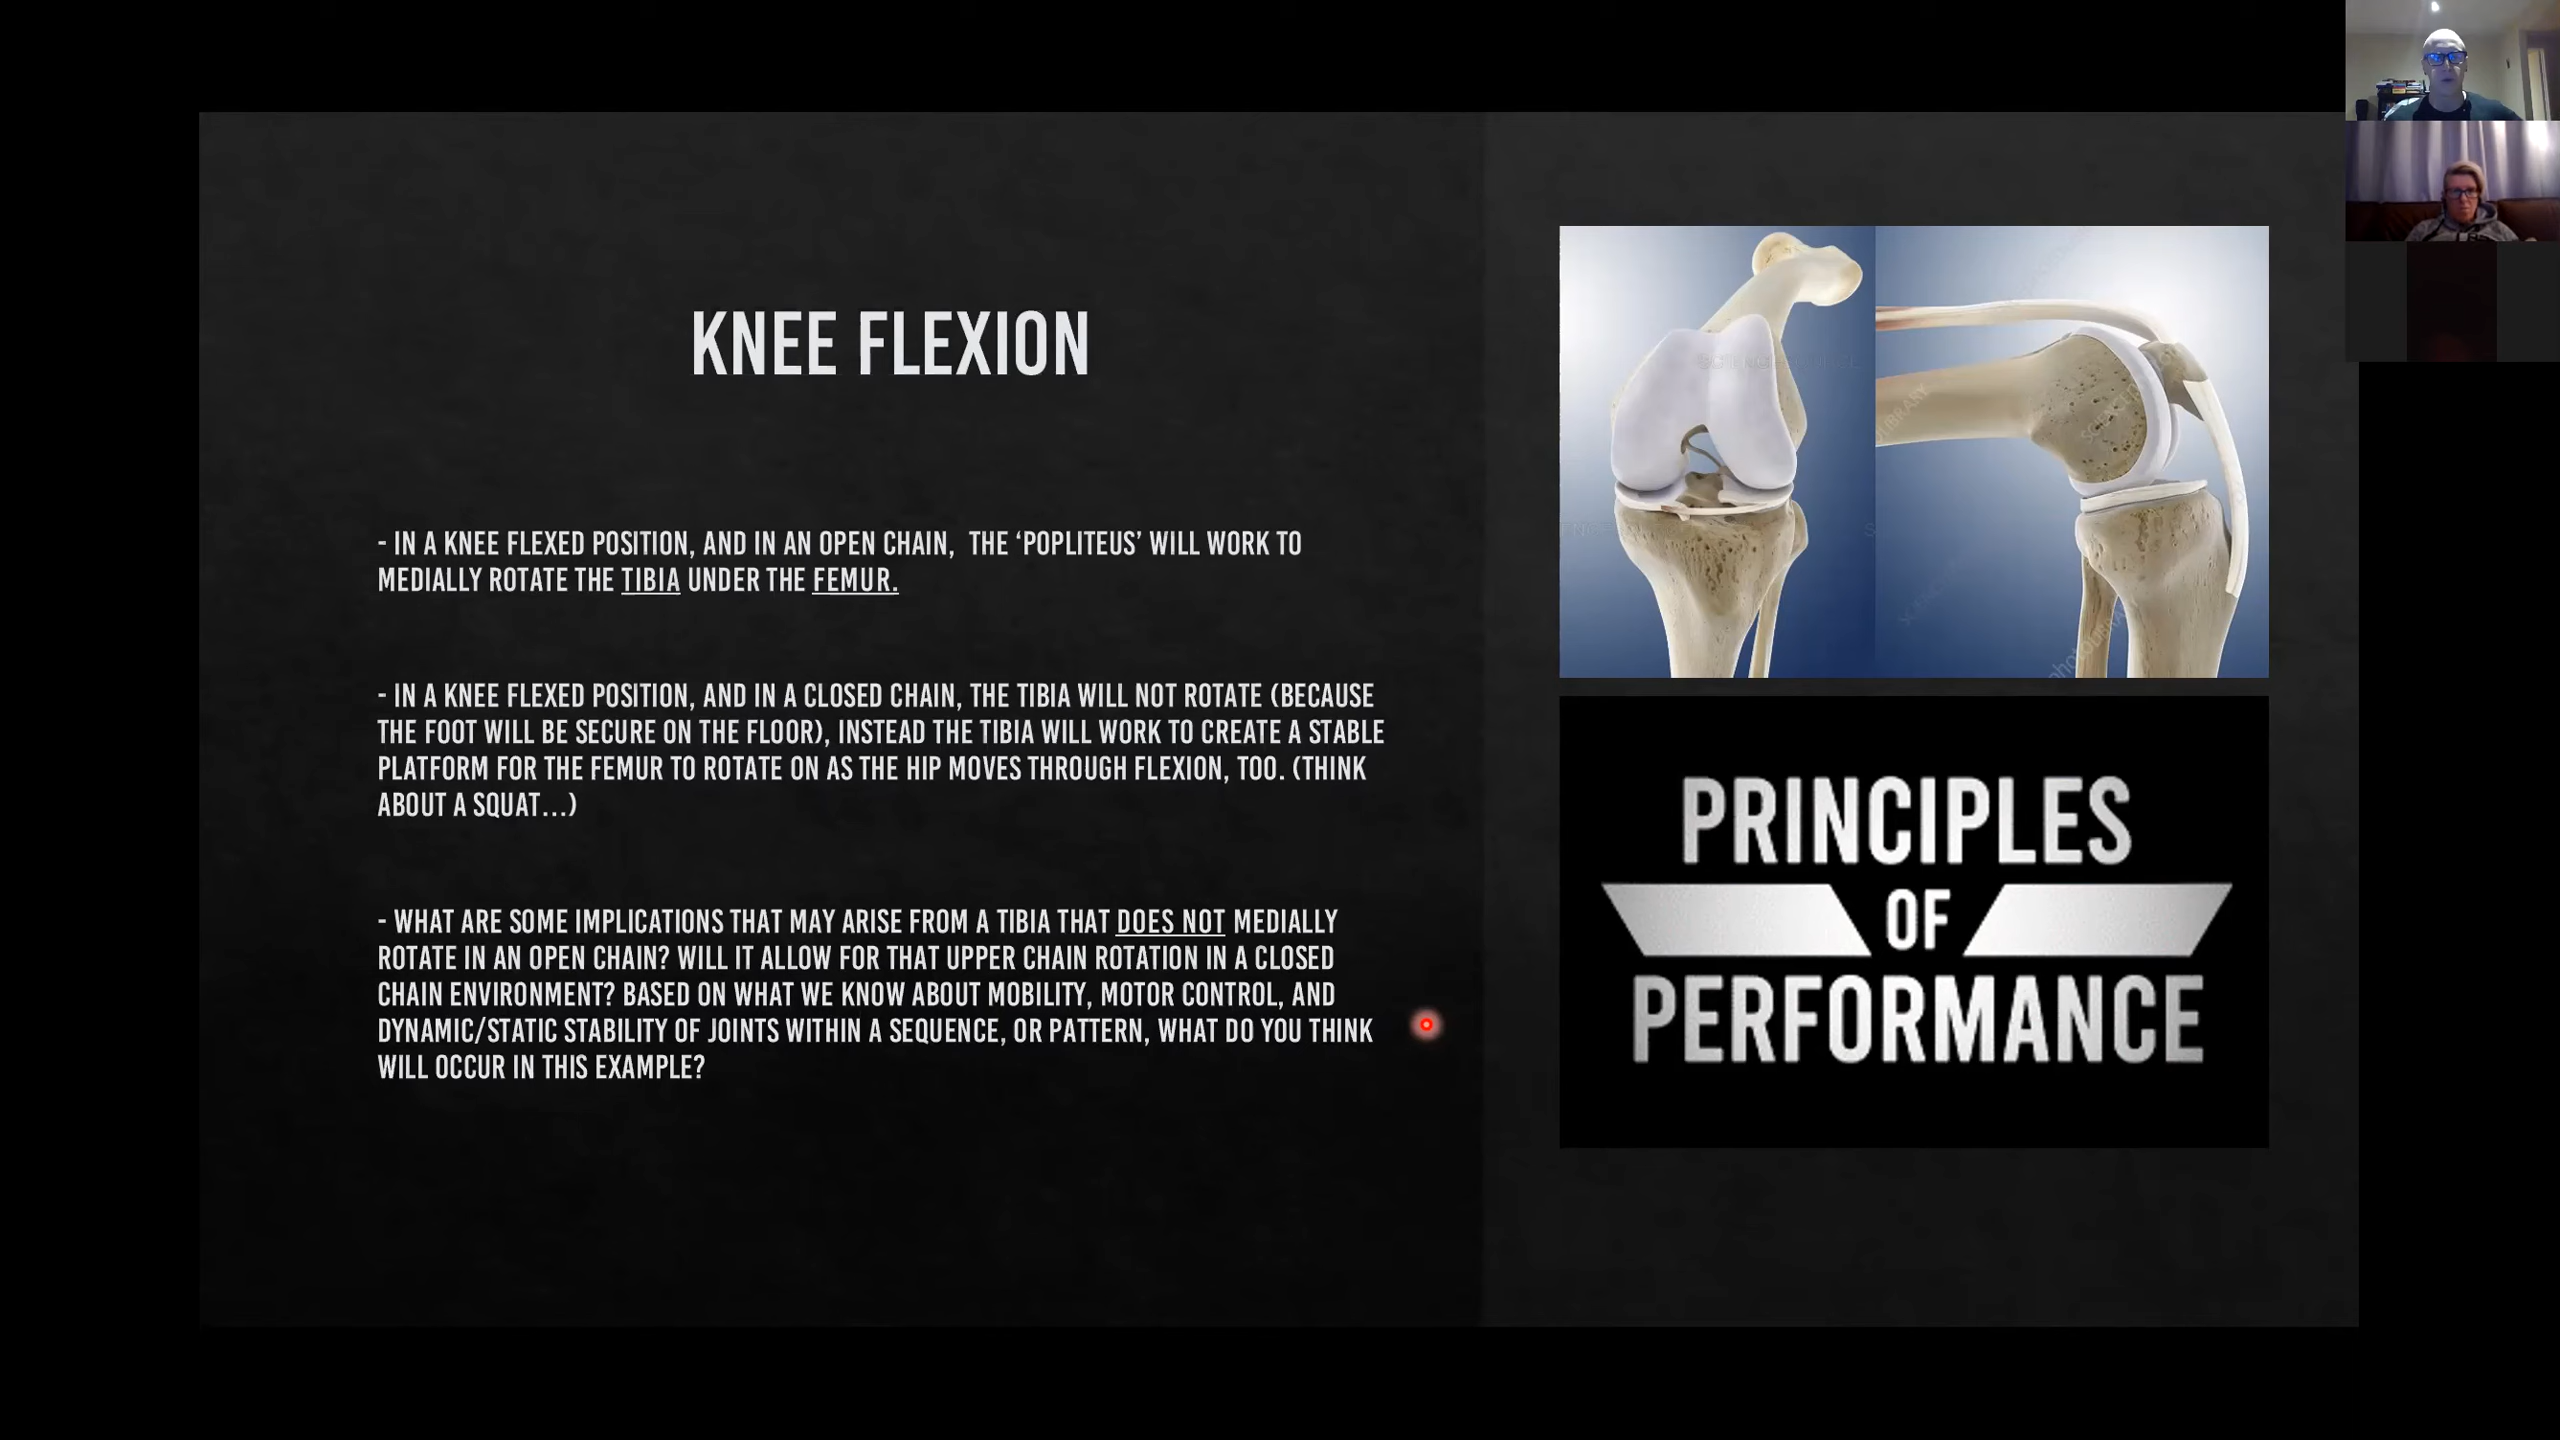 KNEE FLEXION
- IN A KNEE FLEXED POSITION, AND IN AN OPEN CHAIN, THE ‘POPLITEUS’ WILL WORK TO
MEDIALLY ROTATE THE TIBIA UNDER THE FEMUR.
- IN A KNEE FLEXED POSITION, AND IN A CLOSED CHAIN, THE TIBIA WILL NOT ROTATE (BECAUSE
THE FOOT WILL BE SECURE ON THE FLOOR), INSTEAD THE TIBIA WILL WORK TO CREATE A STABLE
PLATFORM FOR THE FEMUR TO ROTATE ON AS THE HIP MOVES THROUGH FLEXION, TOO. (THINK
ABOUT A SQUAT...)
- WHAT ARE SOME IMPLICATIONS THAT MAY ARISE FROM A TIBIA THAT DOES NOT MEDIALLY
ROTATE IN AN OPEN CHAIN? WILL IT ALLOW FOR THAT UPPER CHAIN ROTATION IN A CLOSED
CHAIN ENVIRONMENT? BASED ON WHAT WE KNOW ABOUT MOBILITY, MOTOR CONTROL, AND
DYNAMIC/STATIC STABILITY OF JOINTS WITHIN A SEQUENCE, OR PATTERN, WHAT DO YOU THINK
WILL OCCUR IN THIS EXAMPLE?
PRINCIPLES
OF
PERFORMANCE